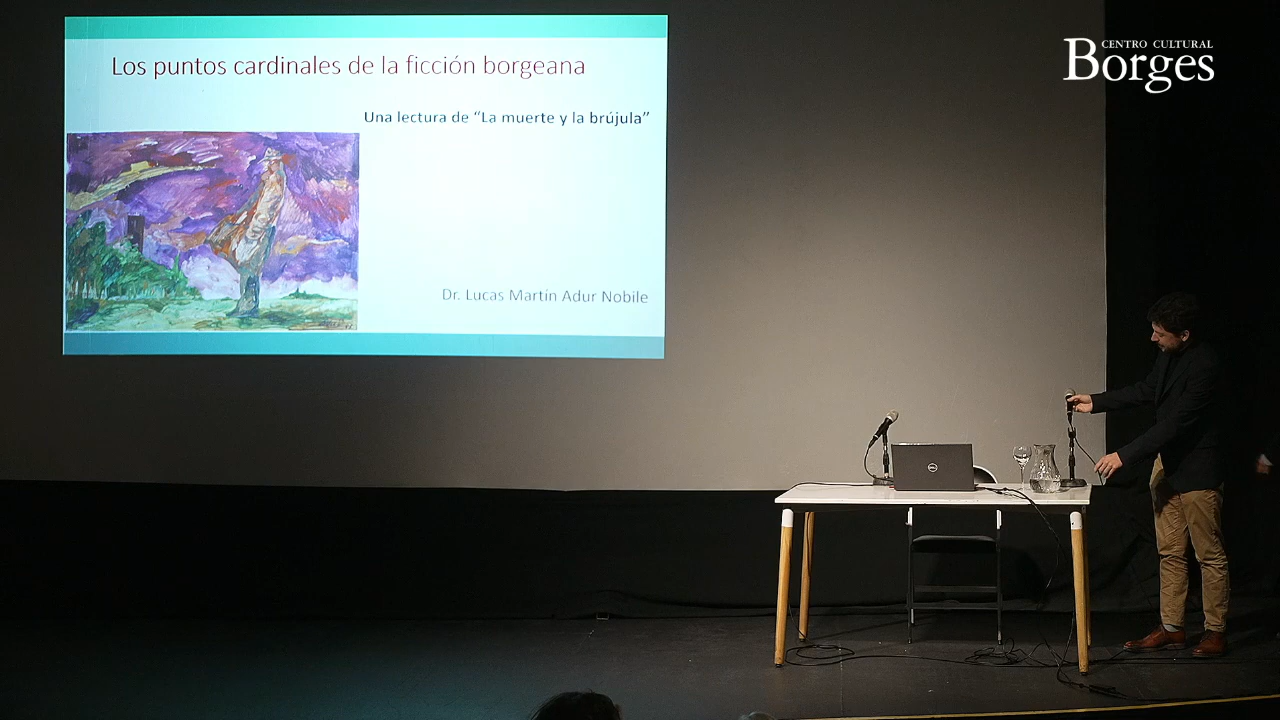 Los puntos cardinales de la ficción borgeana
Una lectura de “La muerte y la brújula”
Dr. Lucas Martín Adur Nobile
CENTRO CULTURAL
Borges
DELL